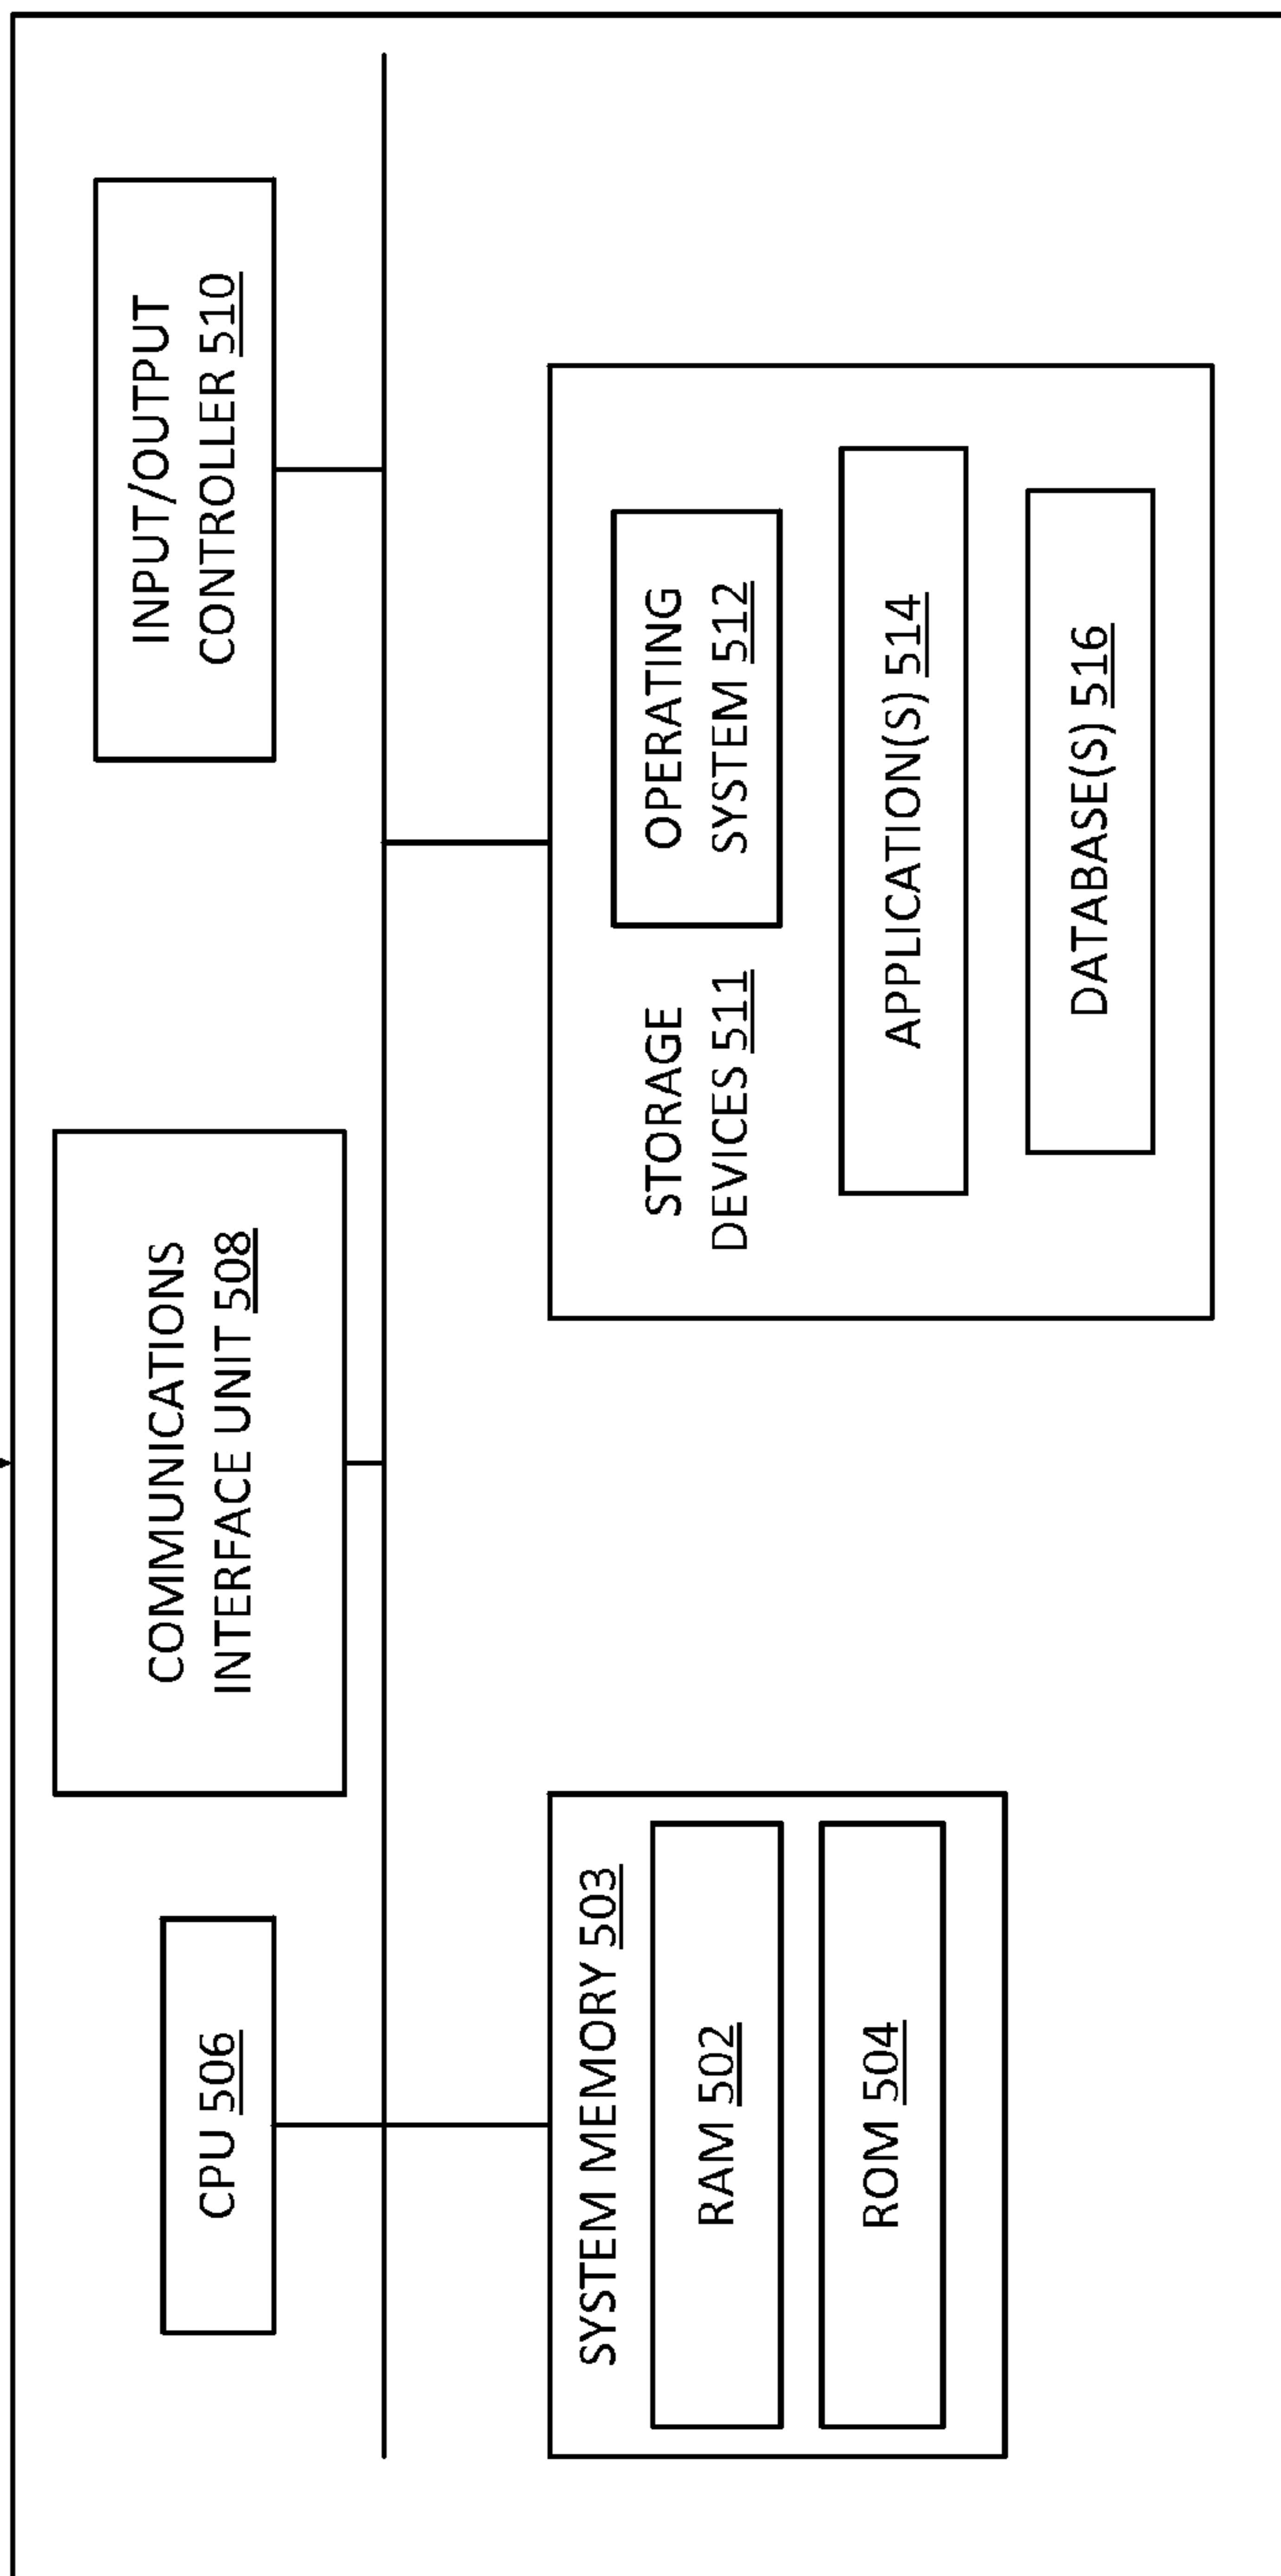 CPU 506
COMMUNICATIONS
INTERFACE UNIT 508
INPUT/OUTPUT
CONTROLLER 510
SYSTEM MEMORY 503
RAM 502
ROM 504
STORAGE
DEVICES 511
OPERATING
SYSTEM 512
APPLICATION(S) 514
DATABASE(S) 516